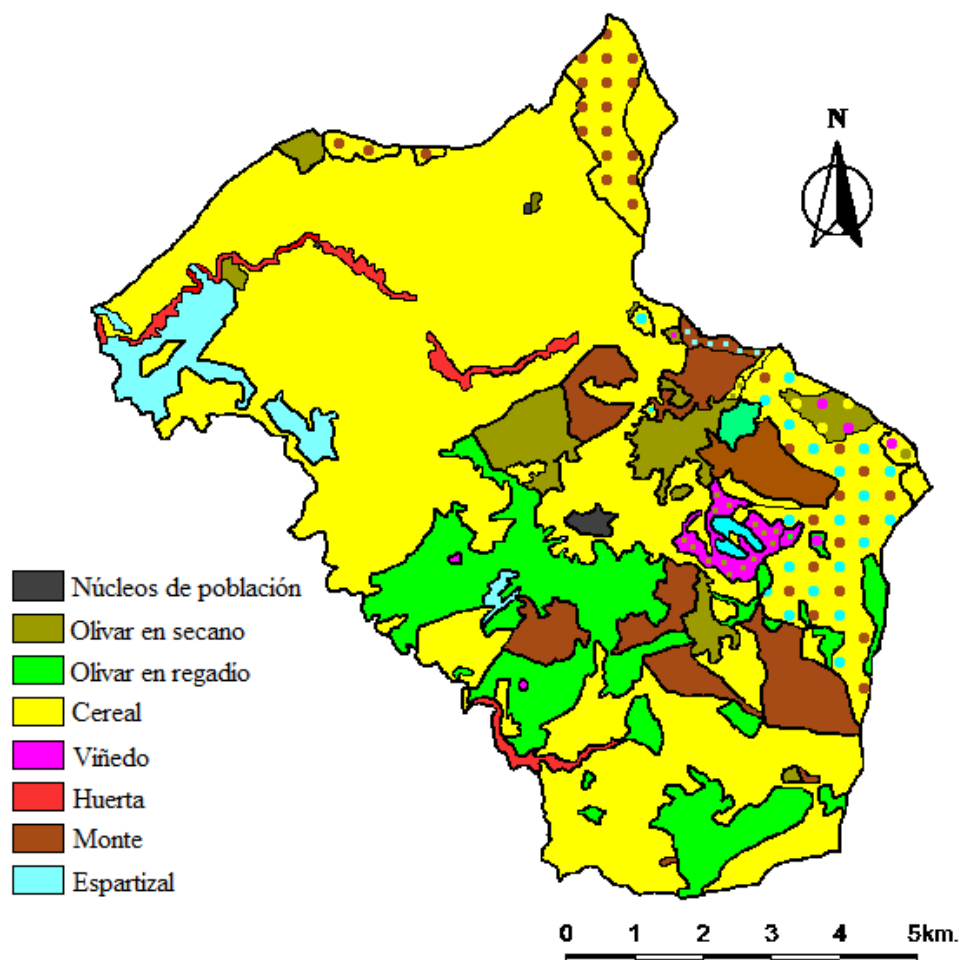 N
Núcleos de población
Olivar en secano
Olivar en regadío
Cereal
Viñedo
Huerta
Monte
Espartizal
0 1 2 3 4 5km.